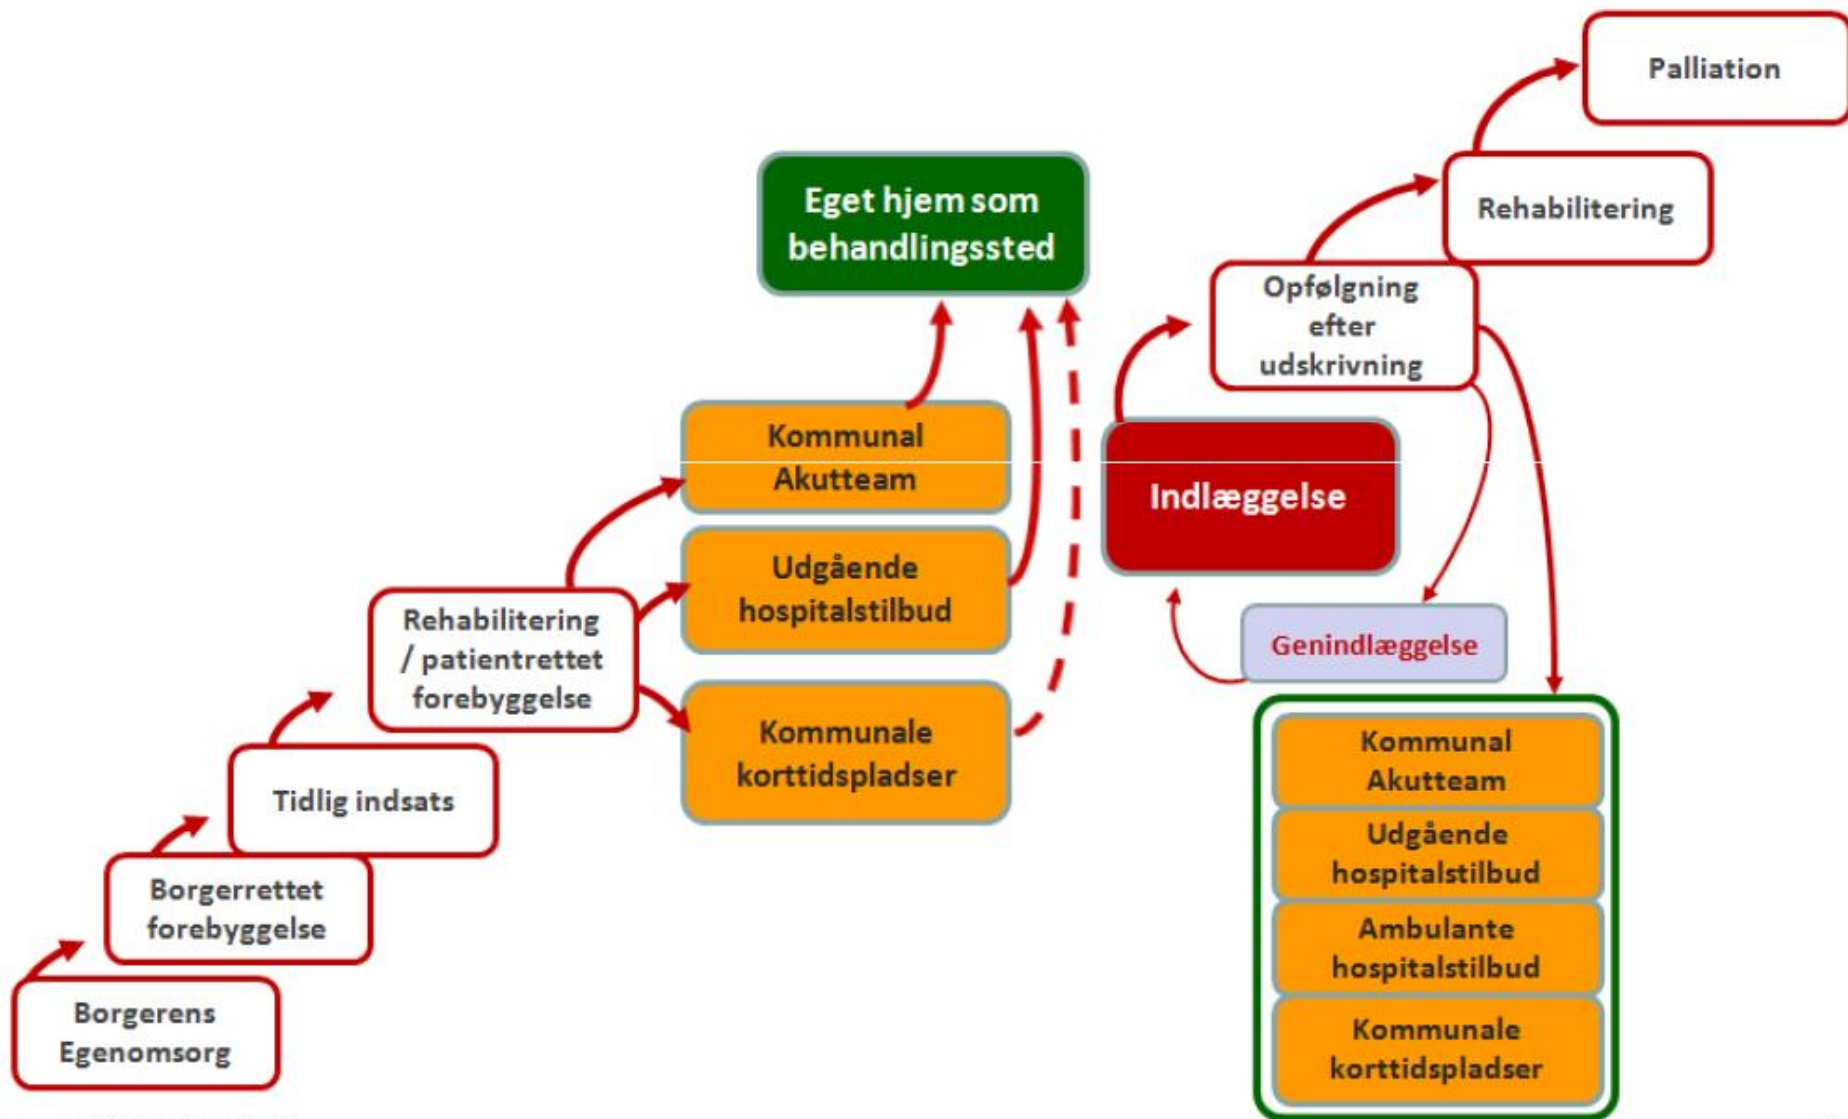 Palliation
Rehabilitering
Opfølgning
efter
udskrivning
Eget hjem som
behandlingssted
Kommunal
Akutteam
Udgående
hospitalstilbud
Kommunale
korttidspladser
Indlæggelse
Genindlæggelse
Rehabilitering
/ patientrettet
forebyggelse
Tidlig indsats
Borgerrettet
forebyggelse
Borgerens
Egenomsorg
Kommunal
Akutteam
Udgående
hospitalstilbud
Ambulante
hospitalstilbud
Kommunale
korttidspladser